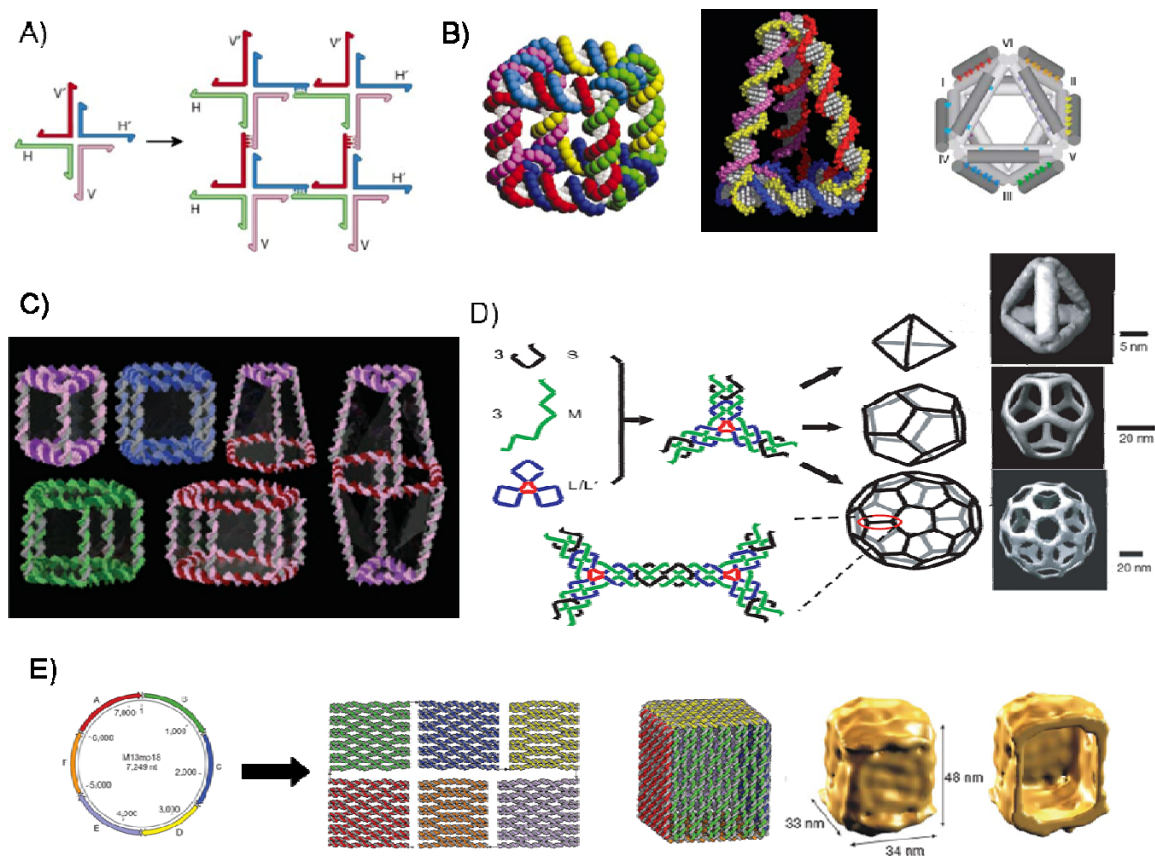 A)
V'
H'
H
V
V'
V'
H
H'
H
H'
V
V
B)
VI
I
II
IV
V
III
C)
D)
3 S
3 M
L/L'
5 nm
20 nm
20 nm
E)
A
B
C
D
E
F
1
7,000
1,000
6,000
2,000
5,000
3,000
4,000
M13mp18
7,249 nt
48 nm
33 nm
34 nm